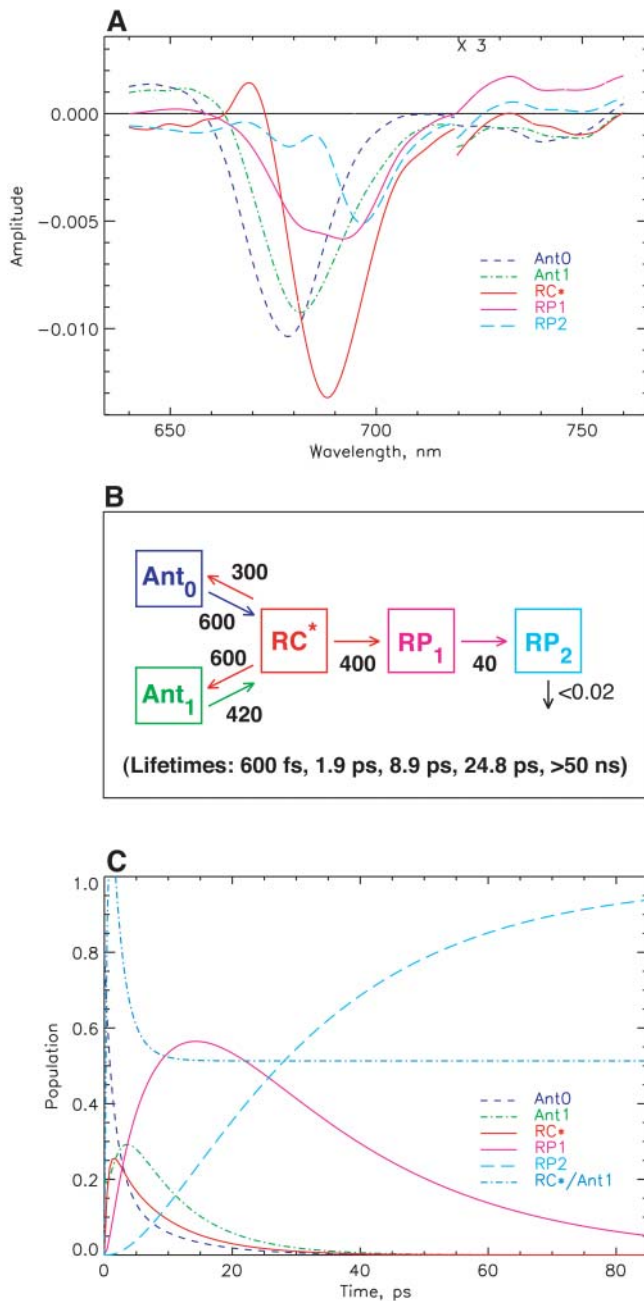 A
X 3
0.000
-0.005
-0.010
Amplitude
Ant0
Ant1
RC*
RP1
RP2
650
700
750
Wavelength, nm
B
Ant0
300
600
RC*
400
RP1
40
RP2
<0.02
600
Ant1
420
(Lifetimes: 600 fs, 1.9 ps, 8.9 ps, 24.8 ps, >50 ns)
C
1.0
0.8
0.6
0.4
0.2
0.0
Population
Ant0
Ant1
RC*
RP1
RP2
RC*/Ant1
0
20
40
60
80
Time, ps